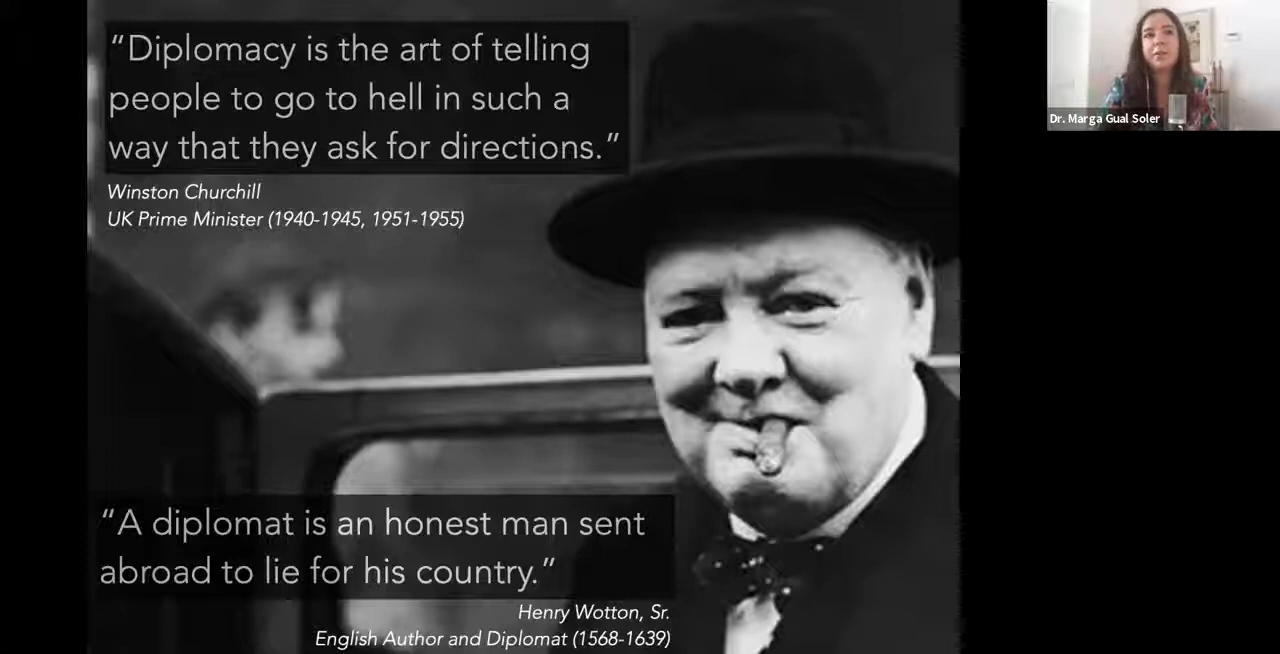 “Diplomacy is the art of telling
people to go to hell in such a
way that they ask for directions.”
Winston Churchill
UK Prime Minister (1940-1945, 1951-1955)
Dr. Marga Gual Soler
“A diplomat is an honest man sent
abroad to lie for his country.”
Henry Wotton, Sr.
English Author and Diplomat (1568-1639)